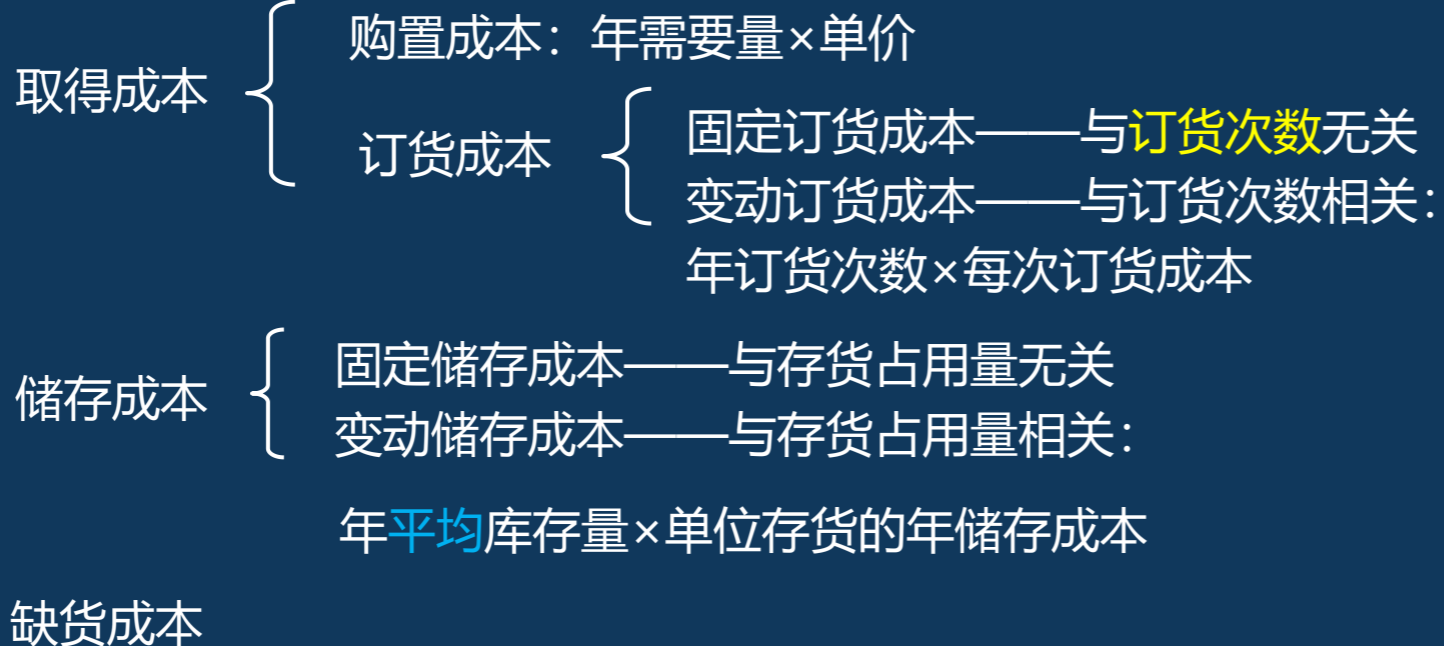 取得成本
购置成本：年需要量×单价
订货成本
固定订货成本——与订货次数无关
变动订货成本——与订货次数相关：
年订货次数×每次订货成本
储存成本
固定储存成本——与存货占用量无关
变动储存成本——与存货占用量相关：
年平均库存量×单位存货的年储存成本
缺货成本